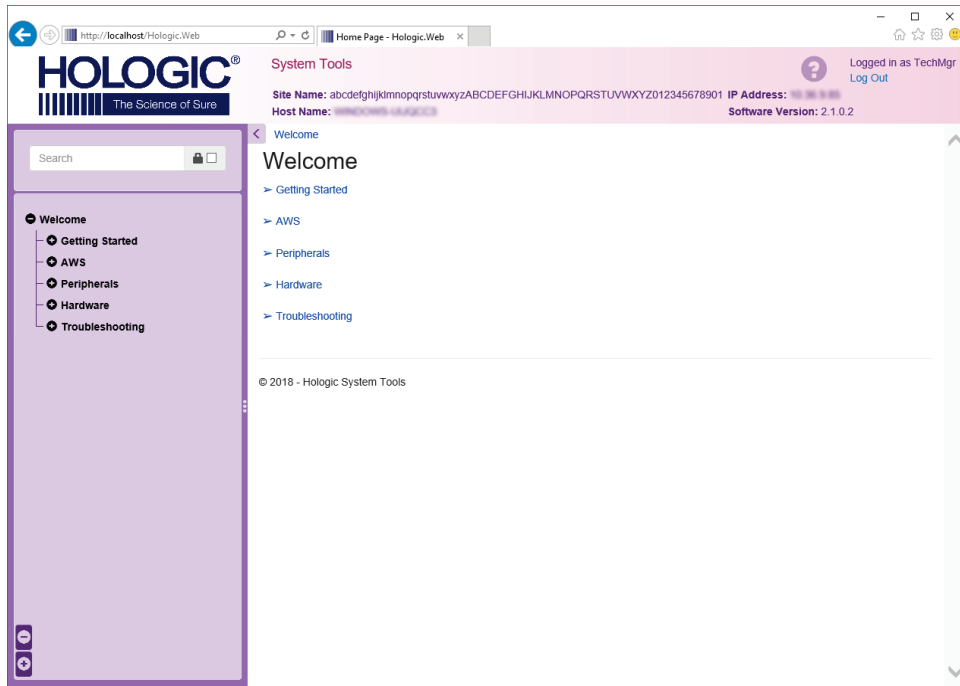 http://localhost/Hologic.Web
Home Page - Hologic.Web
HOLOGIC®
The Science of Sure
System Tools
Logged in as TechMgr
Log Out
Site Name: abcdefghijklmnopqrstuvwxyzABCDEFGHIJKLMNOPQRSTUVWXYZ012345678901 IP Address:
Host Name:
Software Version: 2.1.0.2
Search
Welcome
Getting Started
AWS
Peripherals
Hardware
Troubleshooting
Welcome
Welcome
➢ Getting Started
➢ AWS
➢ Peripherals
➢ Hardware
➢ Troubleshooting
© 2018 - Hologic System Tools